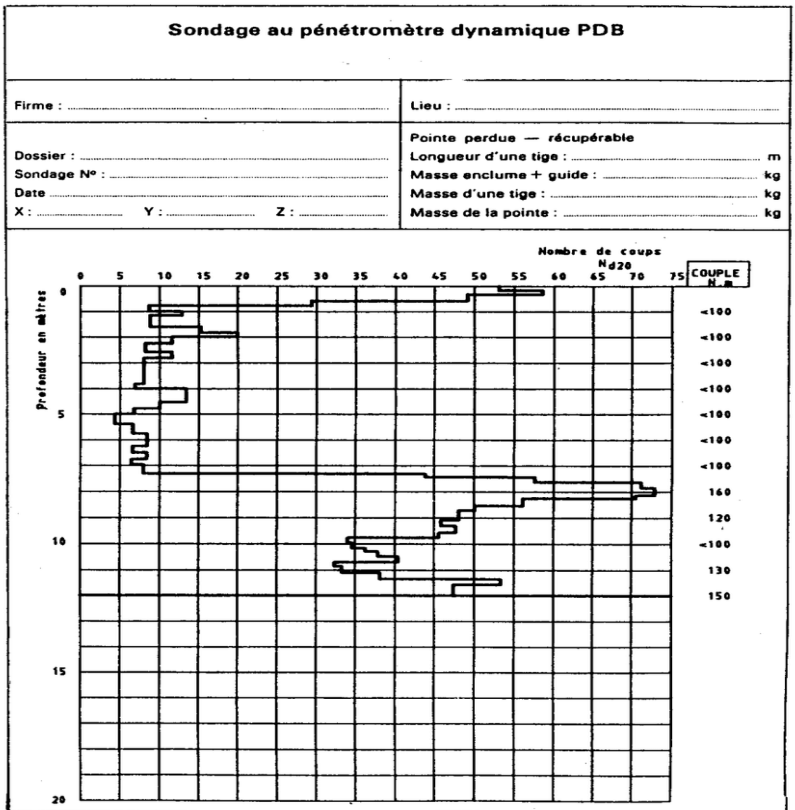 Sondage au pénétromètre dynamique PDB
Firme :
Lieu :
Dossier :
Sondage Nº :
Date
X : Y : Z :
Pointe perdue — récupérable
Longueur d'une tige : m
Masse enclume + guide : kg
Masse d'une tige : kg
Masse de la pointe : kg
Nombre de coups
Nd20
0 5 10 15 20 25 30 35 40 45 50 55 60 65 70 75
COUPLE
N.m
Profondeur en mètres
0
<100
<100
<100
<100
5
<100
<100
<100
160
120
10
<100
130
150
15
20